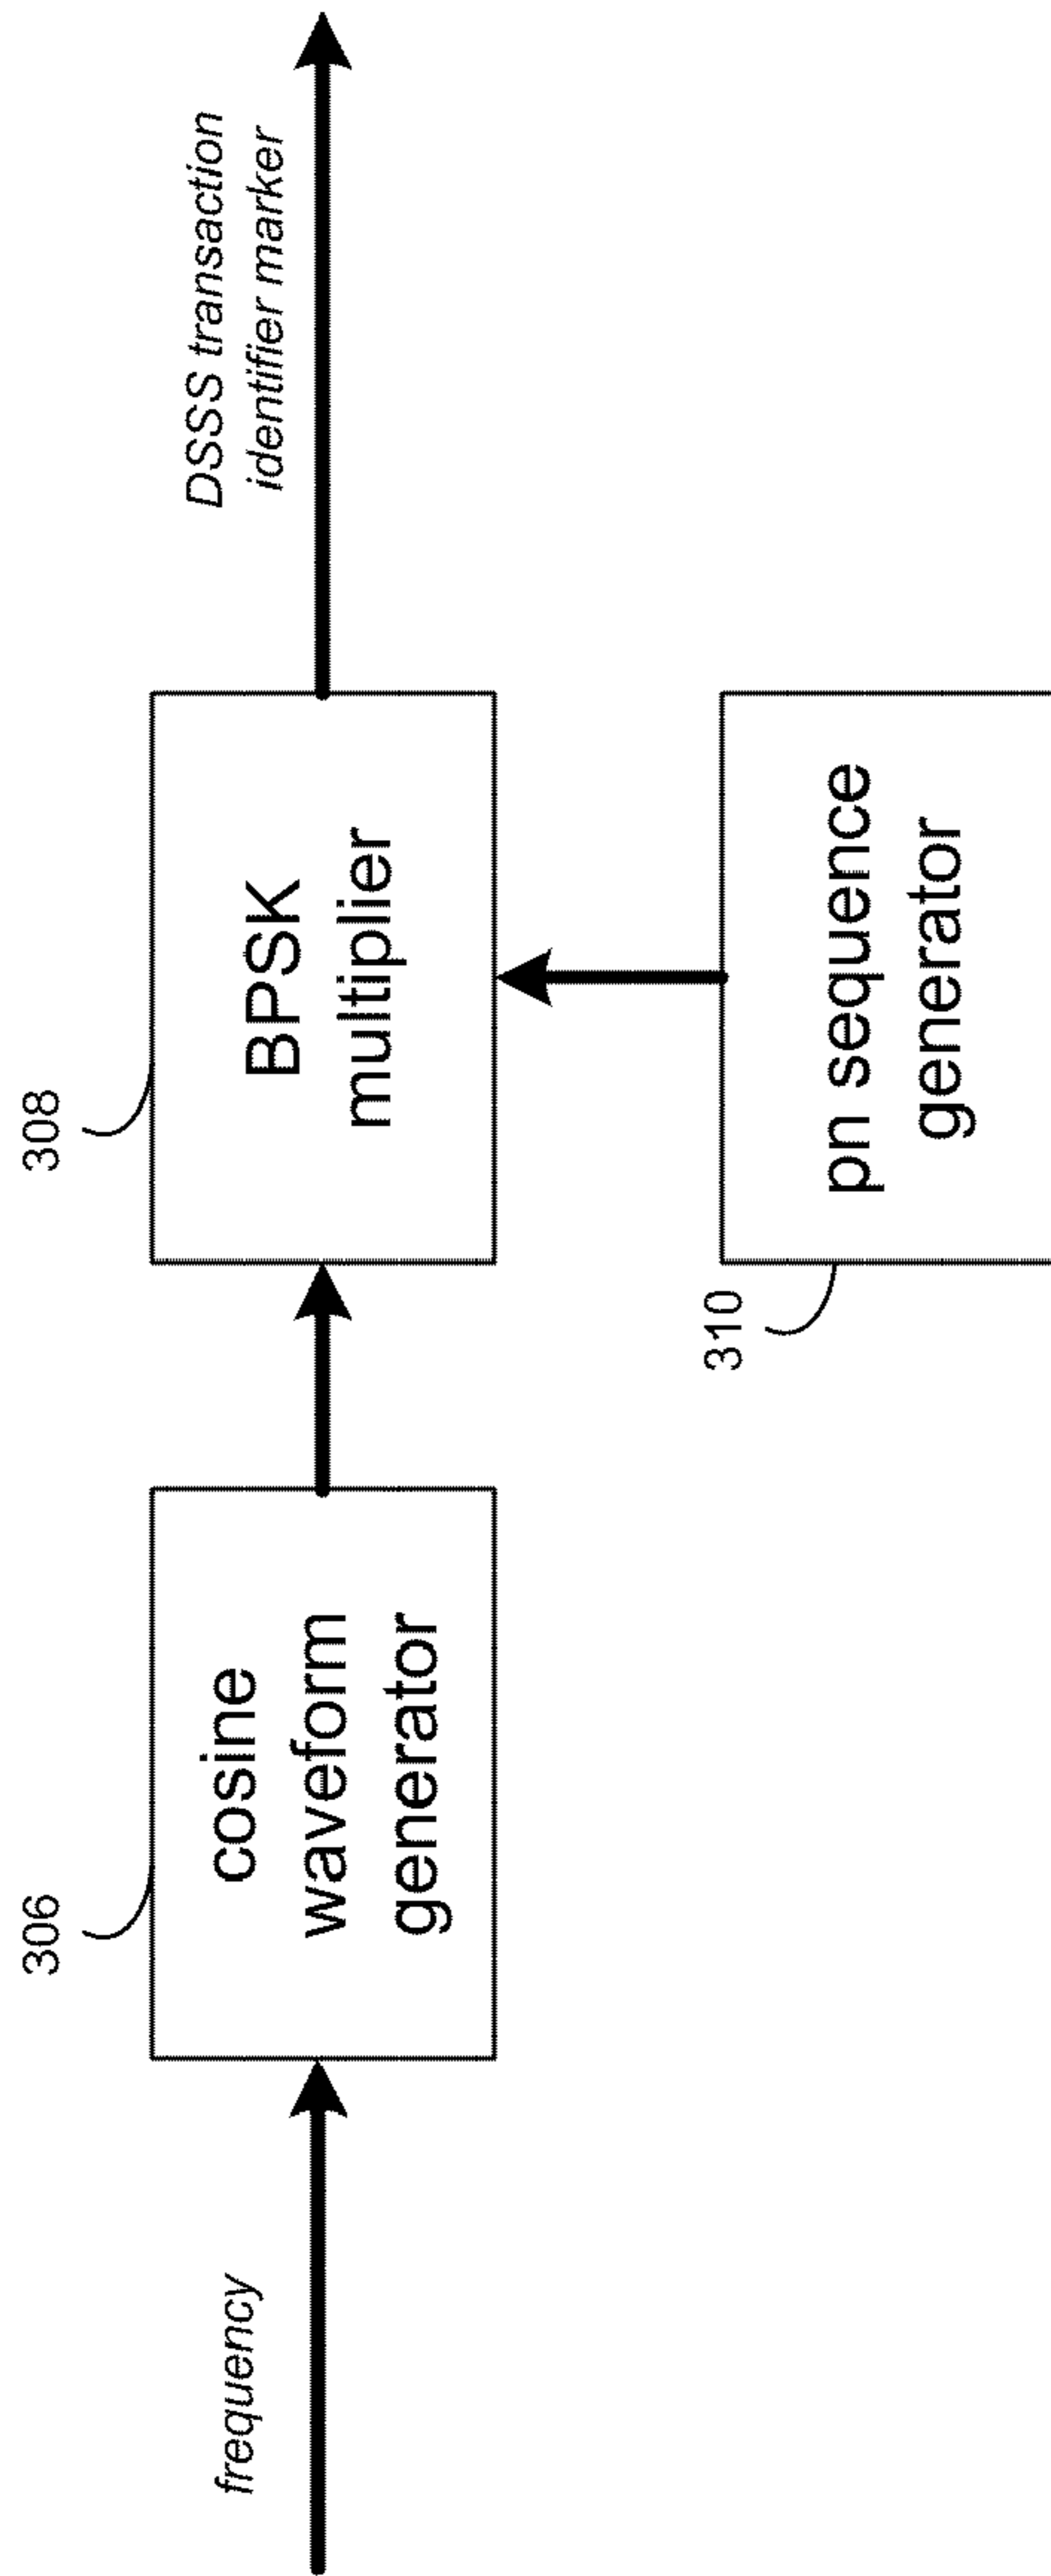 frequency
306
cosine
waveform
generator
308
BPSK
multiplier
DSSS transaction
identifier marker
310
pn sequence
generator